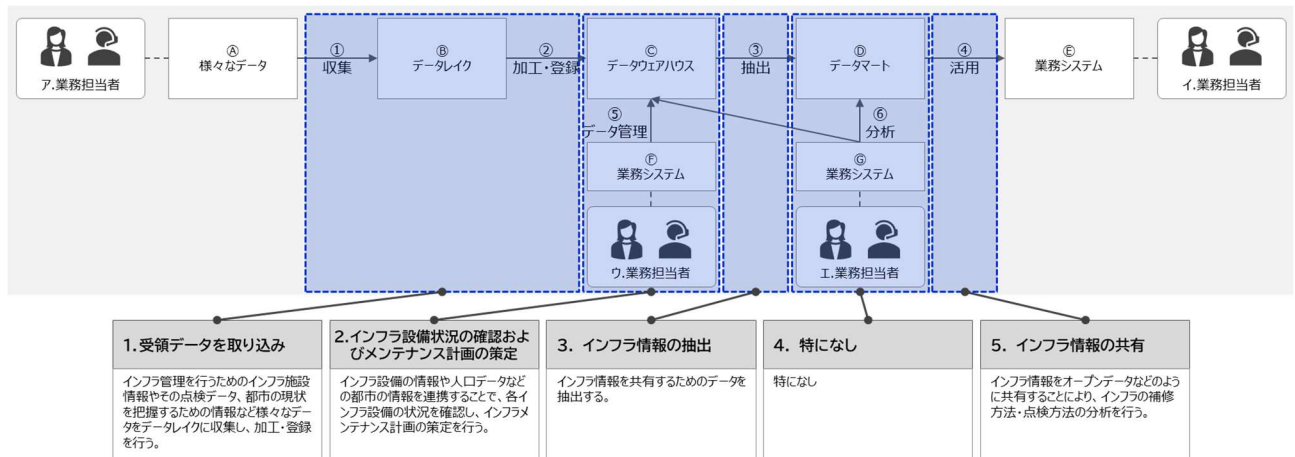 ア.業務担当者
Ⓐ
様々なデータ
①
収集
Ⓑ
データレイク
②
加工・登録
Ⓒ
データウェアハウス
③
抽出
Ⓓ
データマート
④
活用
Ⓔ
業務システム
イ.業務担当者
⑤
データ管理
⑥
分析
Ⓕ
業務システム
Ⓖ
業務システム
ウ.業務担当者
エ.業務担当者
1.受領データを取り込み
インフラ管理を行うためのインフラ施設
情報やその点検データ、都市の現状
を把握するための情報など様々なデー
タをデータレイクに収集し、加工・登録
を行う。
2.インフラ設備状況の確認およ
びメンテナンス計画の策定
インフラ設備の情報や人口データなど
の都市の情報を連携することで、各イ
ンフラ設備の状況を確認し、インフラメ
ンテナンス計画の策定を行う。
3. インフラ情報の抽出
インフラ情報を共有するためのデータを
抽出する。
4. 特になし
特になし
5. インフラ情報の共有
インフラ情報をオープンデータなどのよう
に共有することにより、インフラの補修
方法・点検方法の分析を行う。